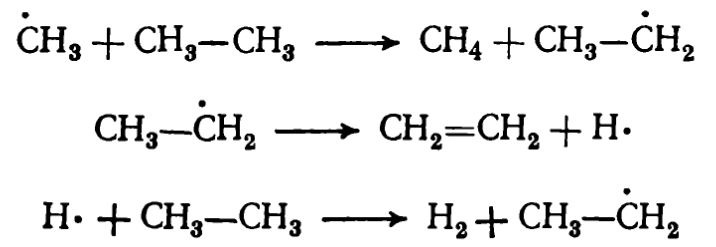 ĊH₃ + CH₃—CH₃ ⟶ CH₄ + CH₃—ĊH₂
CH₃—ĊH₂ ⟶ CH₂=CH₂ + H·
H· + CH₃—CH₃ ⟶ H₂ + CH₃—ĊH₂